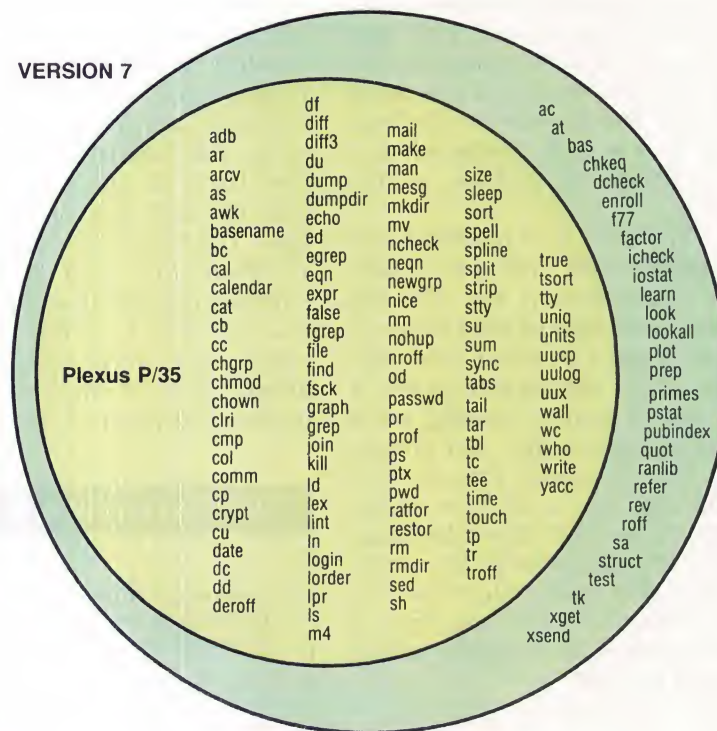 VERSION 7
Plexus P/35
adb
ar
arcv
as
awk
basename
bc
cal
calendar
cat
cb
cc
chgrp
chmod
chown
clri
cmp
col
comm
cp
crypt
cu
date
dc
dd
deroff
df
diff
diff3
du
dump
dumpdir
echo
ed
egrep
eqn
expr
false
fgrep
file
find
fsck
graph
grep
join
kill
ld
lex
lint
ln
login
lorder
lpr
ls
m4
mail
make
man
mesg
mkdir
mv
ncheck
neqn
newgrp
nice
nm
nohup
nroff
od
passwd
pr
prof
ps
ptx
pwd
ratfor
restor
rm
rmdir
sed
sh
size
sleep
sort
spell
spline
split
strip
stty
su
sum
sync
tabs
tail
tar
tbl
tc
tee
time
touch
tp
tr
troff
true
tsort
tty
uniq
units
uucp
uulog
uux
wall
wc
who
write
yacc
ac
at
bas
chkeq
dcheck
enroll
f77
factor
icheck
iostat
learn
look
lookall
plot
prep
primes
pstat
pubindex
quot
ranlib
refer
rev
roff
sa
struct
test
tk
xget
xsend